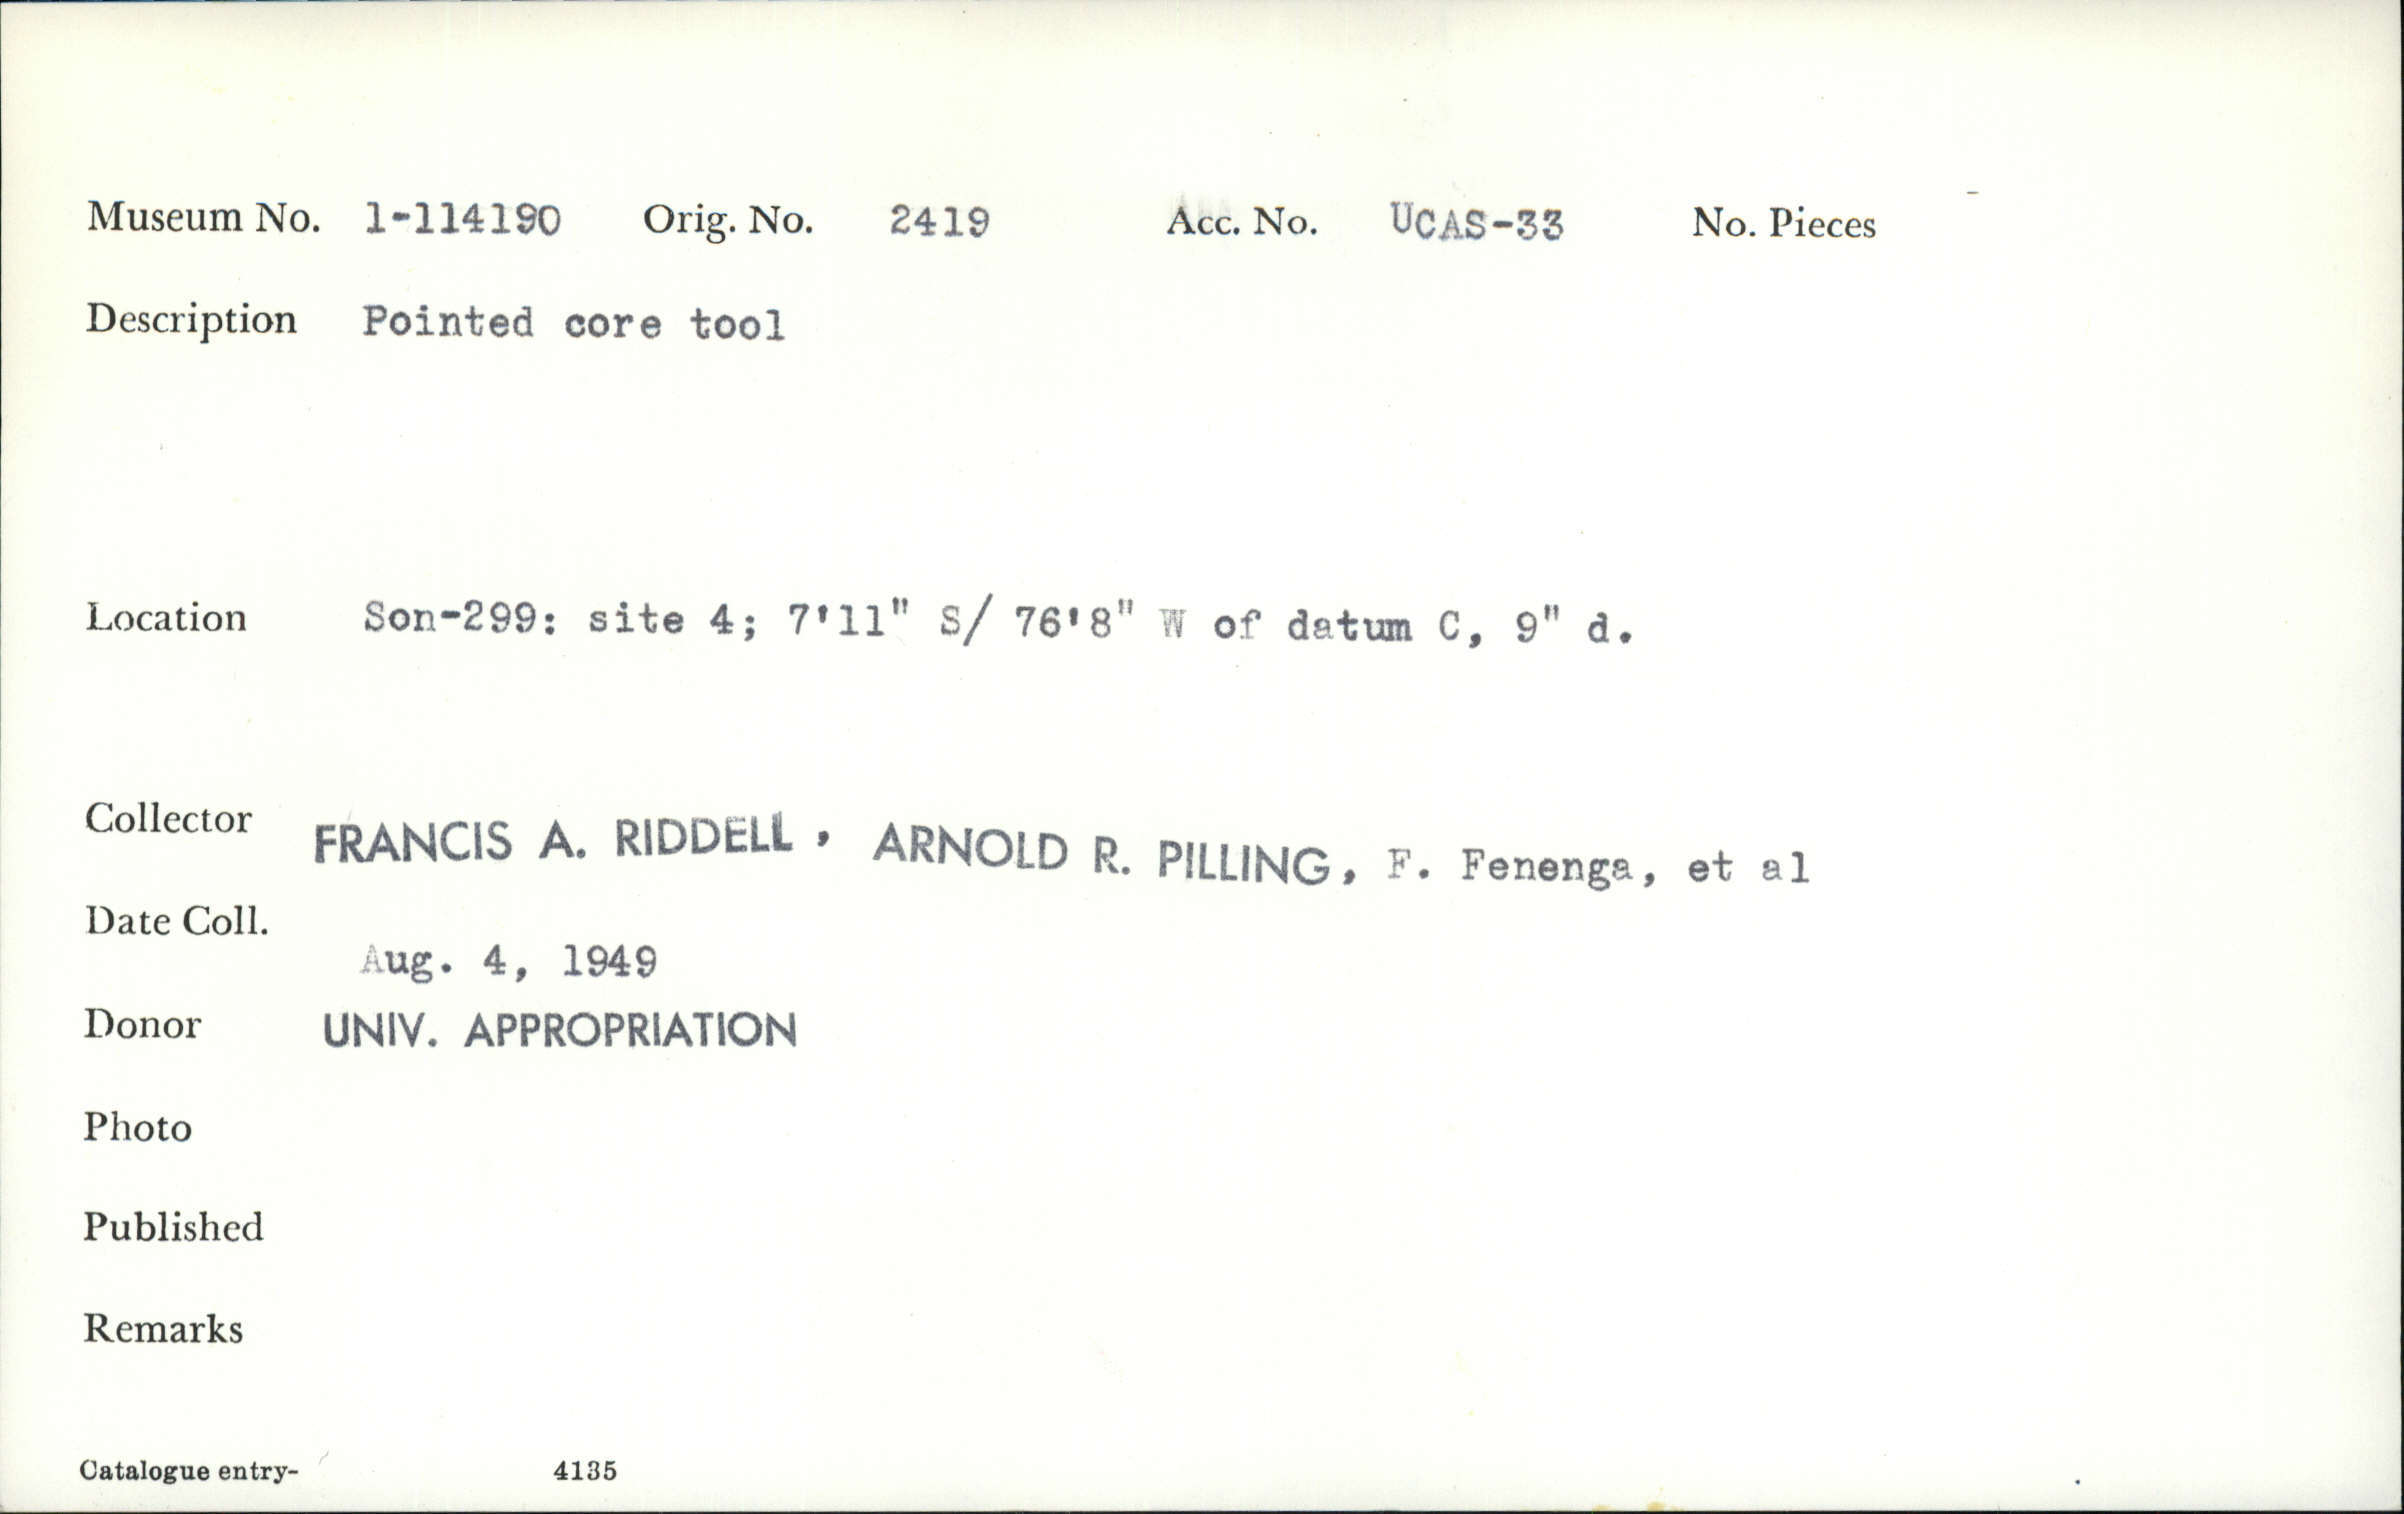 Museum No. 1-114190 Orig. No. 2419 Acc. No. UCAS-33 No. Pieces
Description Pointed core tool
Location Son-299: site 4; 7'11" S/ 76'8" W of datum C, 9" d.
Collector FRANCIS A. RIDDELL, ARNOLD R. PILLING, F. Fenenga, et al
Date Coll.
Aug. 4, 1949
Donor UNIV. APPROPRIATION
Photo
Published
Remarks
Catalogue entry- 4135